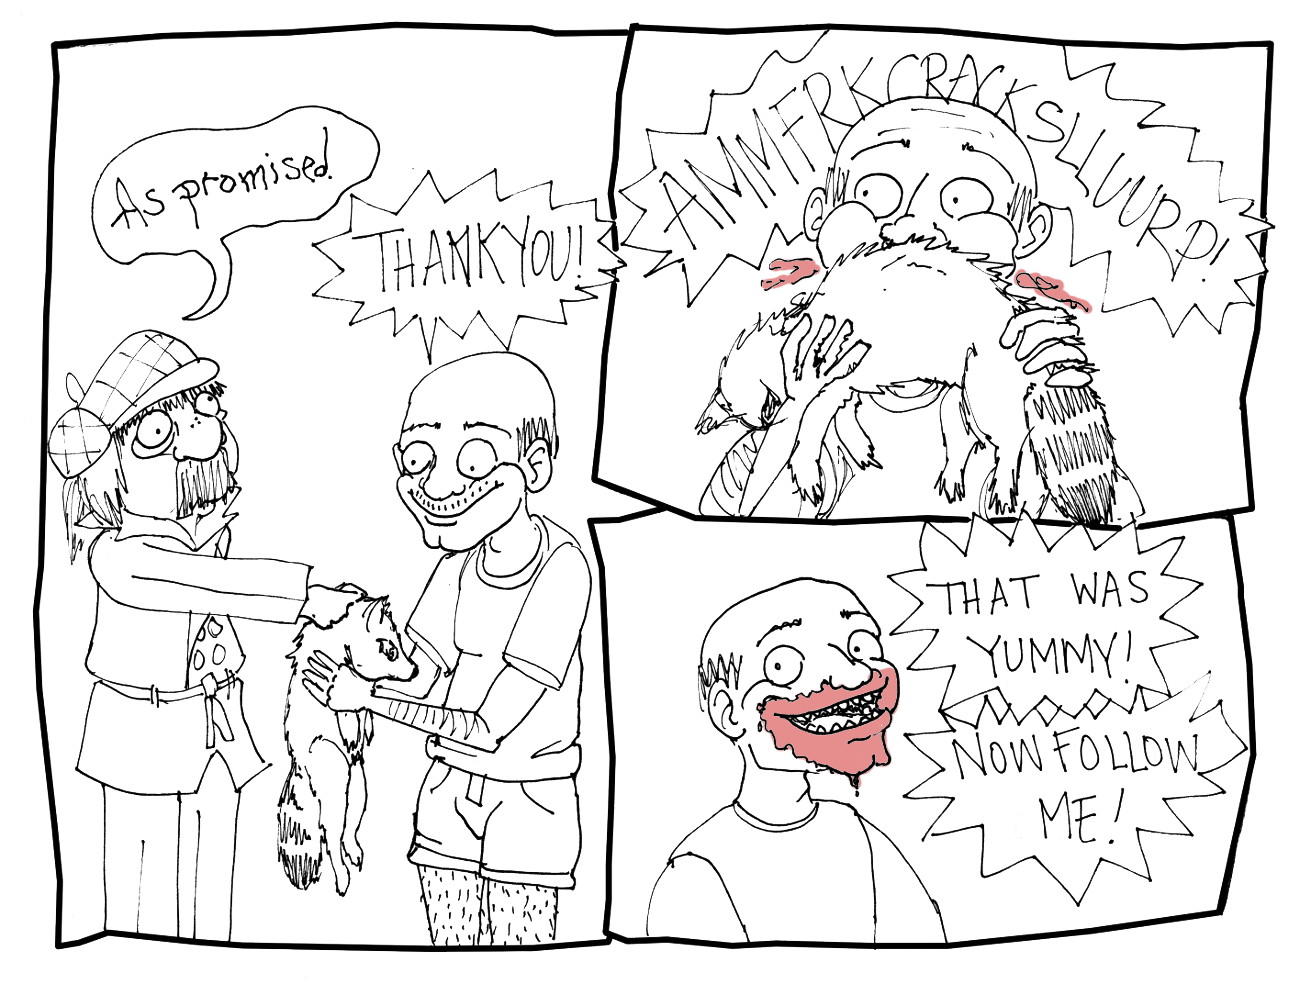 As promised.
THANK YOU!
AMMFRKCRACKSLUURP!
THAT WAS
YUMMY!
NOW FOLLOW
ME!